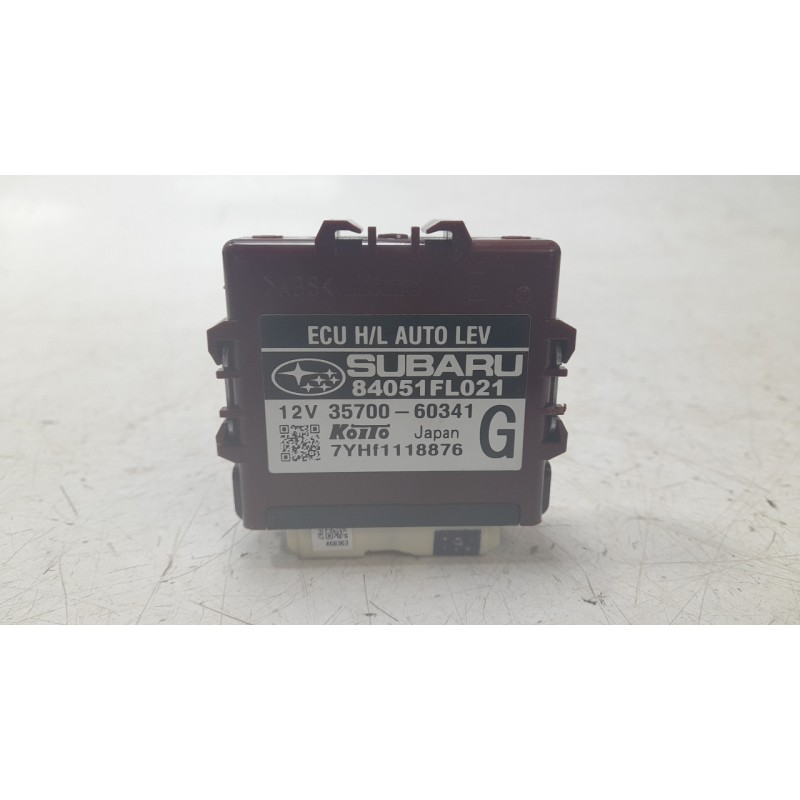 ECU H/L AUTO LEV
SUBARU
84051FL021
12V 35700-60341
KOITO Japan G
7YHf1118876